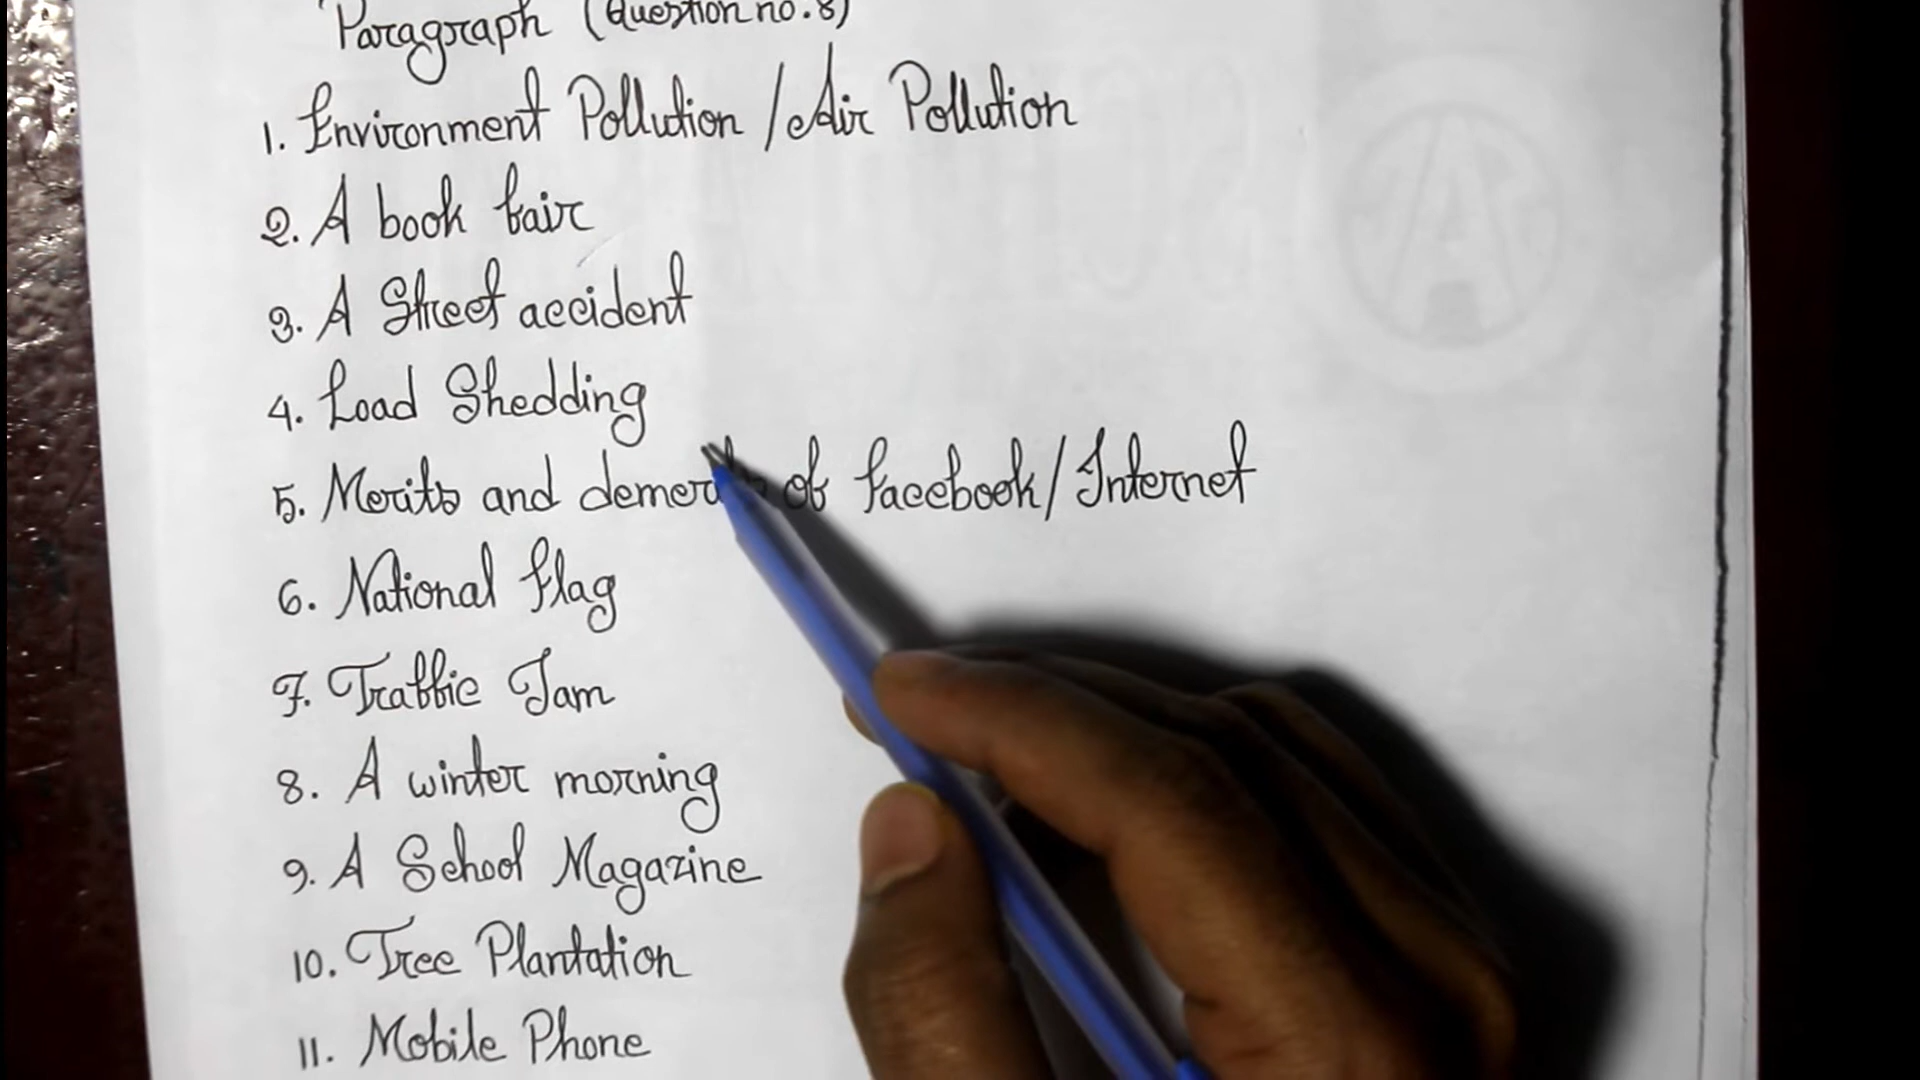 Paragraph (Question no. 8)
1. Environment Pollution / Air Pollution
2. A book fair
3. A Street accident
4. Load Shedding
5. Merits and demerits of facebook/Internet
6. National flag
7. Traffic Jam
8. A winter morning
9. A School Magazine
10. Tree Plantation
11. Mobile Phone